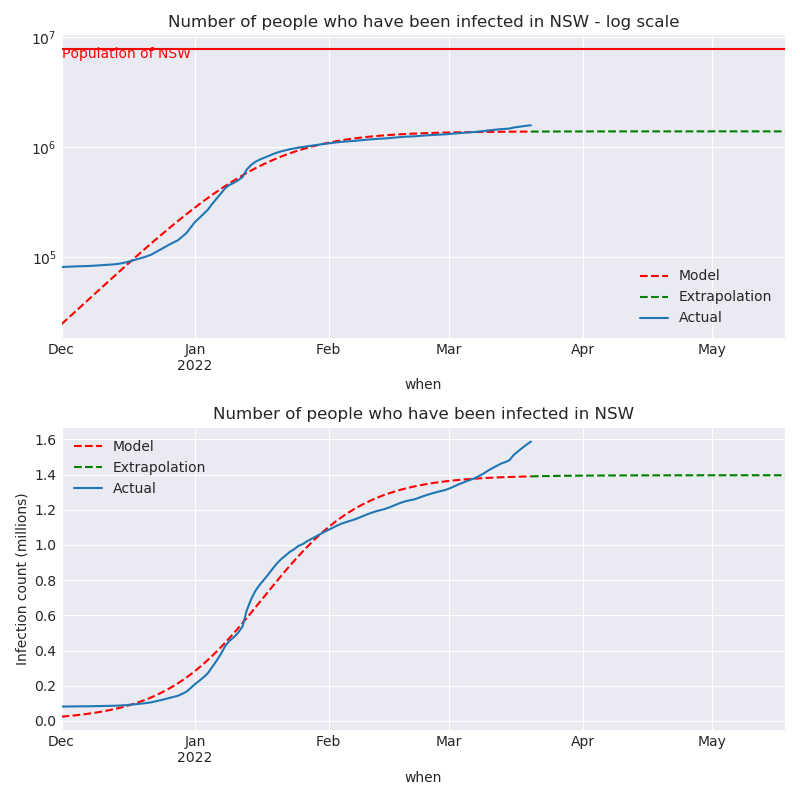 Number of people who have been infected in NSW - log scale
10^7
Population of NSW
10^6
10^5
Model
Extrapolation
Actual
Dec
Jan
Feb
Mar
Apr
May
2022
when
Number of people who have been infected in NSW
Infection count (millions)
1.6
1.4
1.2
1.0
0.8
0.6
0.4
0.2
0.0
Model
Extrapolation
Actual
Dec
Jan
Feb
Mar
Apr
May
2022
when